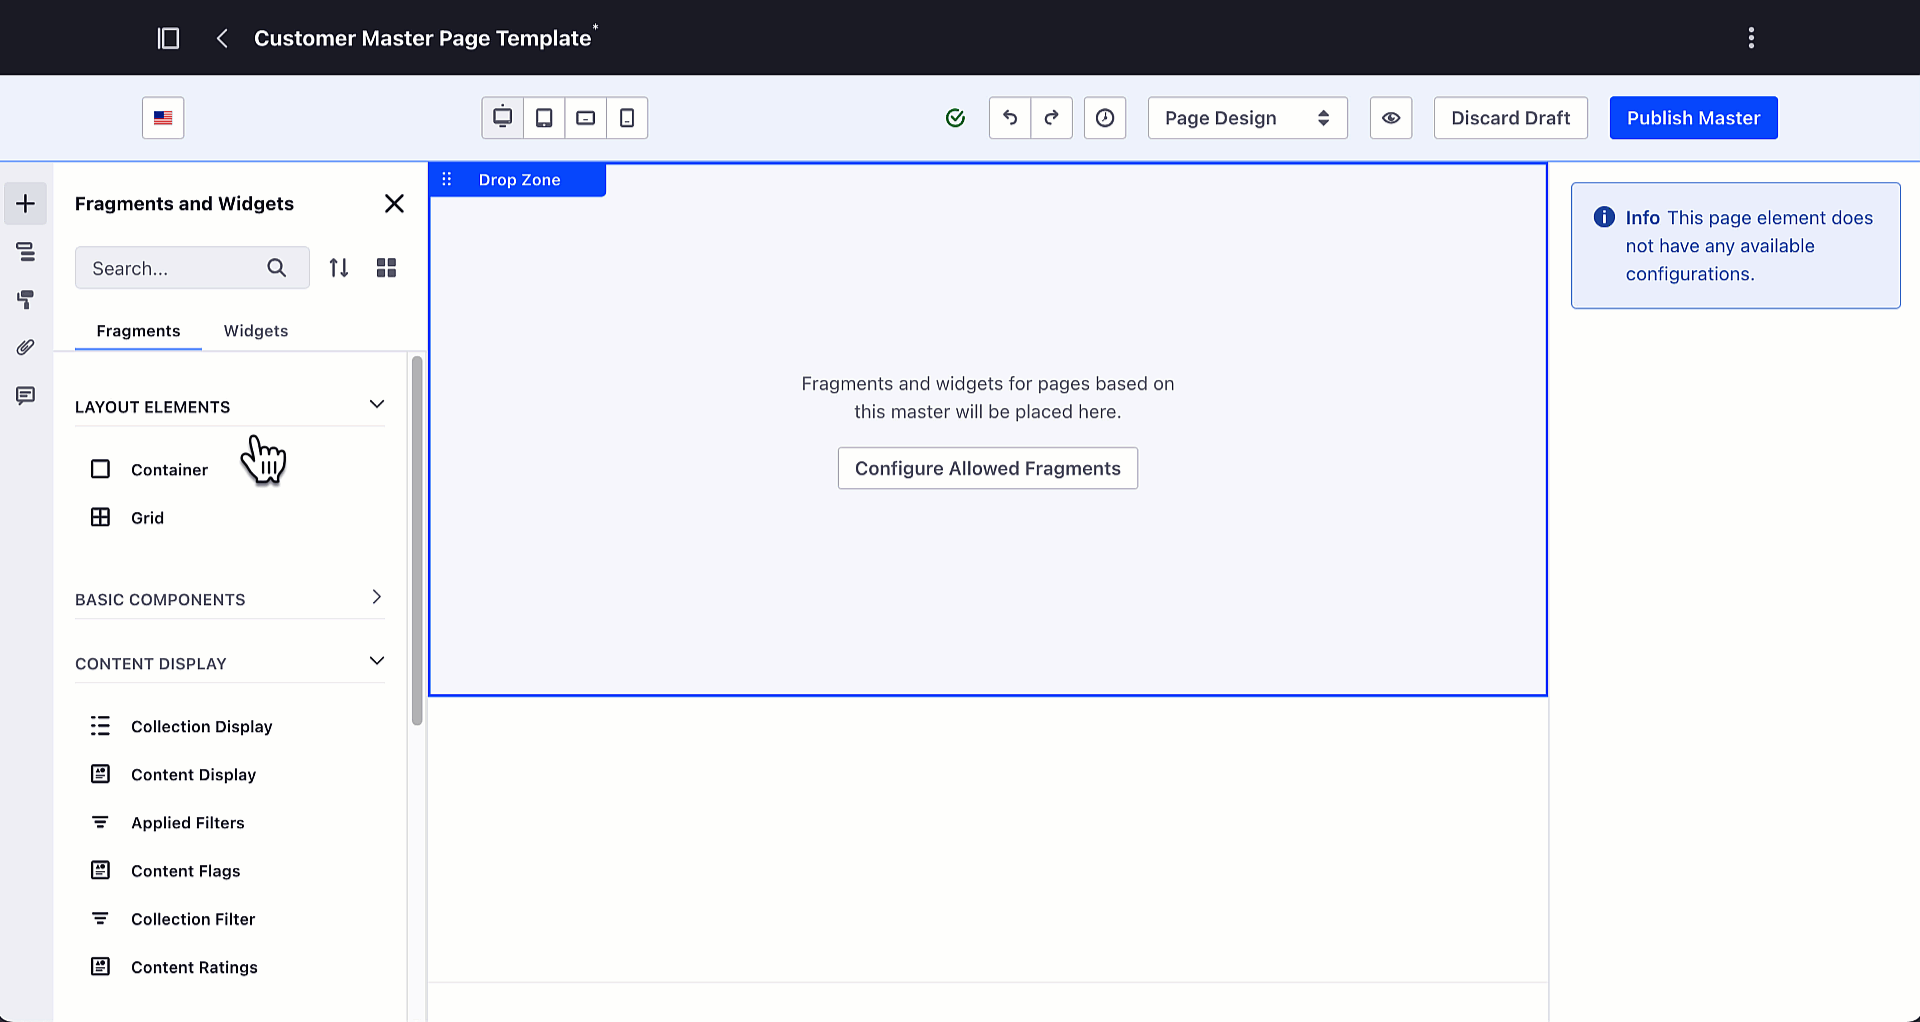 Customer Master Page Template*
Page Design
Discard Draft
Publish Master
Fragments and Widgets
Search...
Fragments
Widgets
LAYOUT ELEMENTS
Container
Grid
BASIC COMPONENTS
CONTENT DISPLAY
Collection Display
Content Display
Applied Filters
Content Flags
Collection Filter
Content Ratings
Drop Zone
Fragments and widgets for pages based on
this master will be placed here.
Configure Allowed Fragments
Info This page element does
not have any available
configurations.